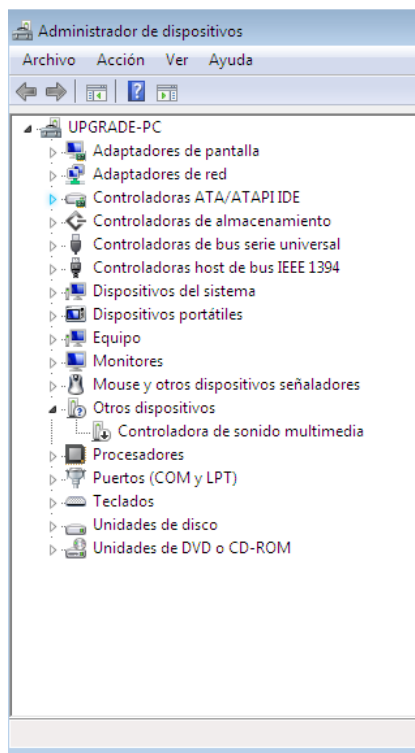 Administrador de dispositivos
Archivo Acción Ver Ayuda
UPGRADE-PC
Adaptadores de pantalla
Adaptadores de red
Controladoras ATA/ATAPI IDE
Controladoras de almacenamiento
Controladoras de bus serie universal
Controladoras host de bus IEEE 1394
Dispositivos del sistema
Dispositivos portátiles
Equipo
Monitores
Mouse y otros dispositivos señaladores
Otros dispositivos
Controladora de sonido multimedia
Procesadores
Puertos (COM y LPT)
Teclados
Unidades de disco
Unidades de DVD o CD-ROM